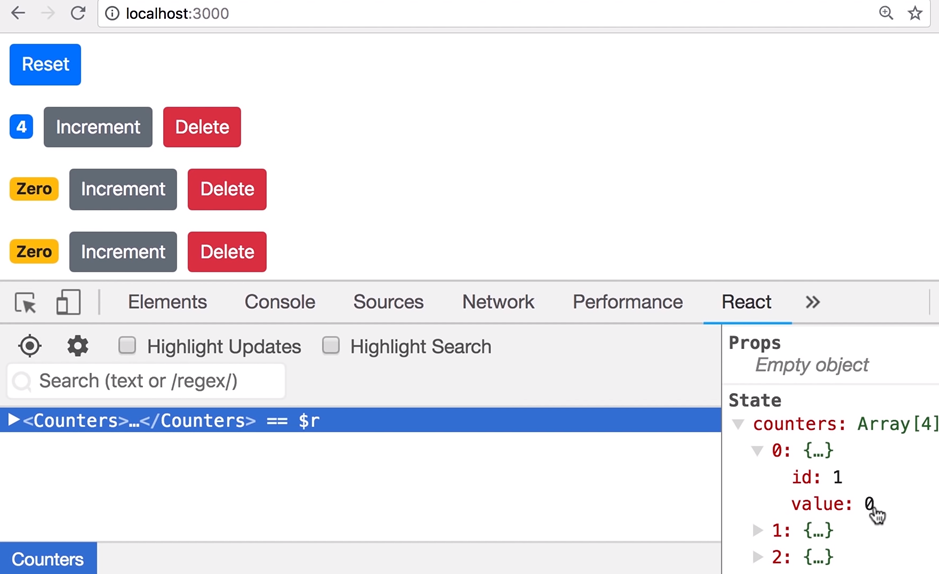 localhost:3000
Reset
4 Increment Delete
Zero Increment Delete
Zero Increment Delete
Elements Console Sources Network Performance React »
Highlight Updates Highlight Search
Search (text or /regex/)
<Counters>…</Counters> == $r
Props
Empty object
State
counters: Array[4]
0: {…}
id: 1
value: 0
1: {…}
2: {…}
Counters